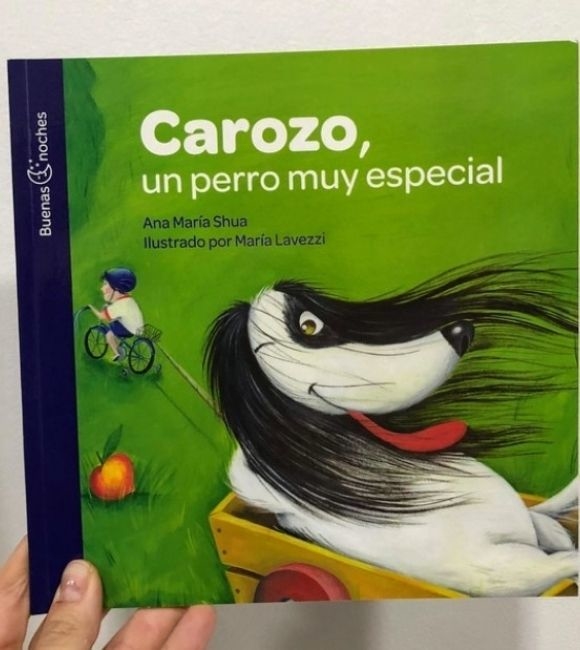 Carozo,
un perro muy especial
Ana María Shua
Ilustrado por María Lavezzi
Buenas noches